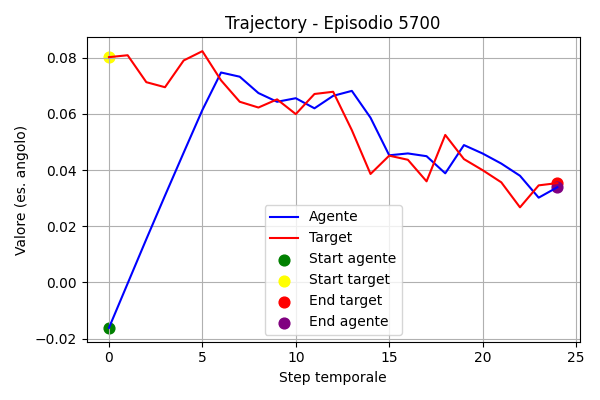 Trajectory - Episodio 5700
Valore (es. angolo)
0.08
0.06
0.04
0.02
0.00
−0.02
Agente
Target
Start agente
Start target
End target
End agente
0 5 10 15 20 25
Step temporale